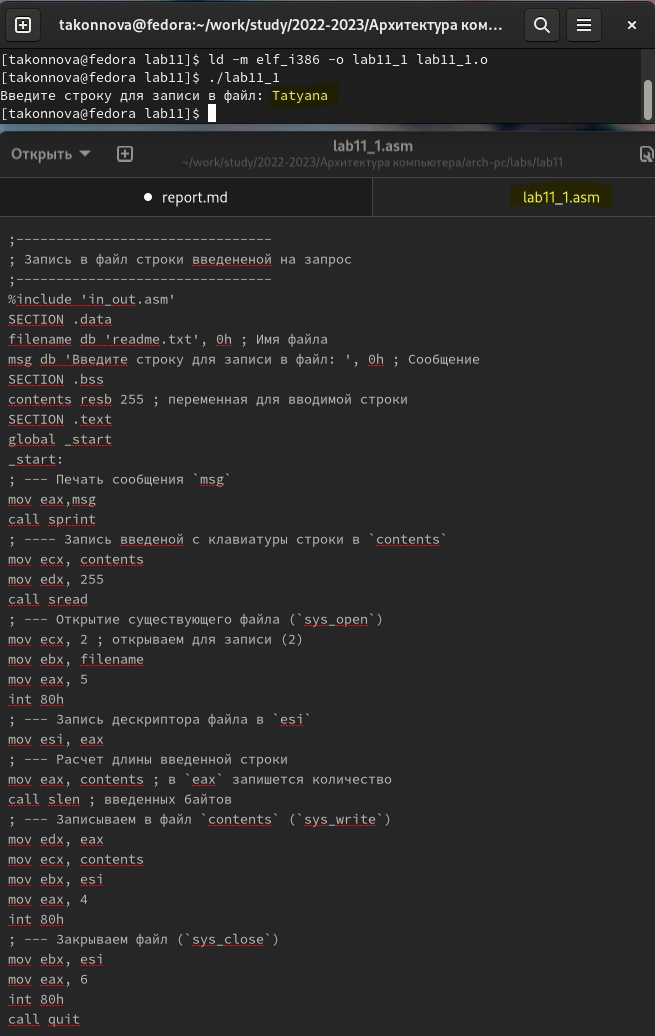 takonnova@fedora:~/work/study/2022-2023/Архитектура ком...
[takonnova@fedora lab11]$ ld -m elf_i386 -o lab11_1 lab11_1.o
[takonnova@fedora lab11]$ ./lab11_1
Введите строку для записи в файл: Tatyana
[takonnova@fedora lab11]$
Открыть
lab11_1.asm
~/work/study/2022-2023/Архитектура компьютера/arch-pc/labs/lab11
report.md
lab11_1.asm
;--------------------------------
; Запись в файл строки введененой на запрос
;--------------------------------
%include 'in_out.asm'
SECTION .data
filename db 'readme.txt', 0h ; Имя файла
msg db 'Введите строку для записи в файл: ', 0h ; Сообщение
SECTION .bss
contents resb 255 ; переменная для вводимой строки
SECTION .text
global _start
_start:
; --- Печать сообщения `msg`
mov eax,msg
call sprint
; ---- Запись введеной с клавиатуры строки в `contents`
mov ecx, contents
mov edx, 255
call sread
; --- Открытие существующего файла (`sys_open`)
mov ecx, 2 ; открываем для записи (2)
mov ebx, filename
mov eax, 5
int 80h
; --- Запись дескриптора файла в `esi`
mov esi, eax
; --- Расчет длины введенной строки
mov eax, contents ; в `eax` запишется количество
call slen ; введенных байтов
; --- Записываем в файл `contents` (`sys_write`)
mov edx, eax
mov ecx, contents
mov ebx, esi
mov eax, 4
int 80h
; --- Закрываем файл (`sys_close`)
mov ebx, esi
mov eax, 6
int 80h
call quit